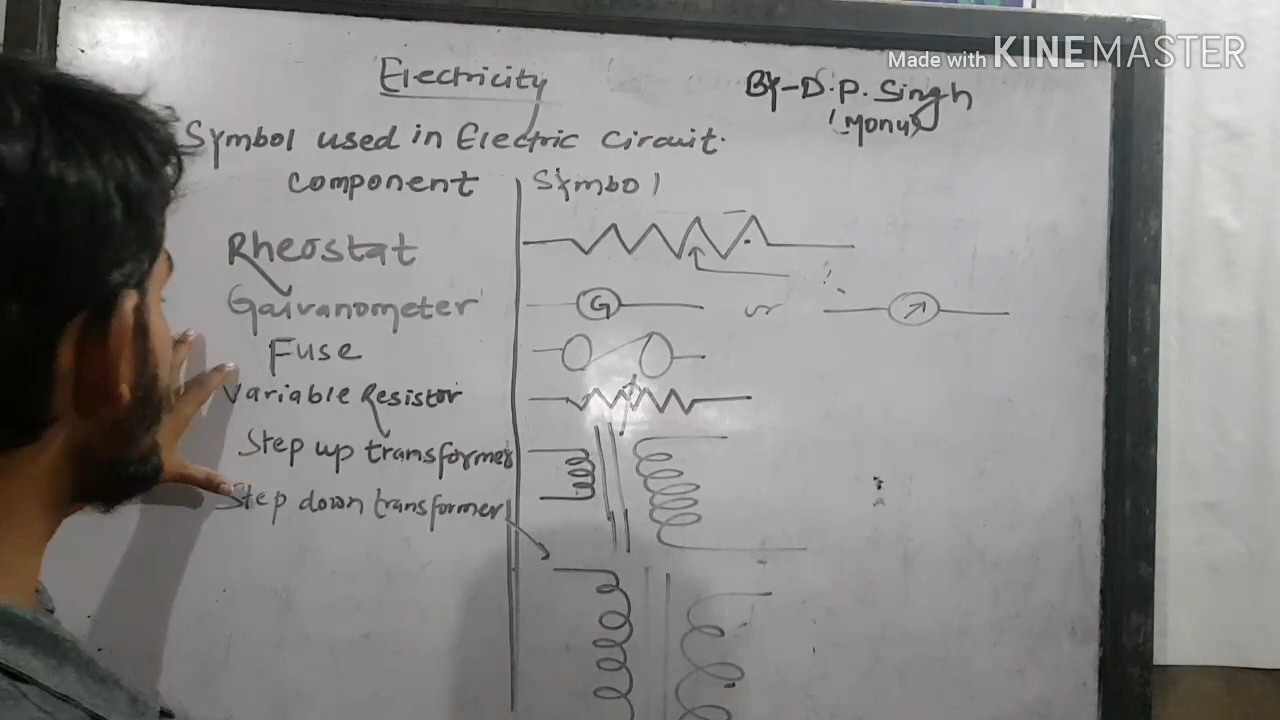 Made with KINEMASTER
Electricity
By-D.P. Singh
(Monu)
Symbol used in Electric Circuit.
Component | Symbol
Rheostat
Galvanometer G or
Fuse
Variable Resistor
Step up transformer
Step down transformer